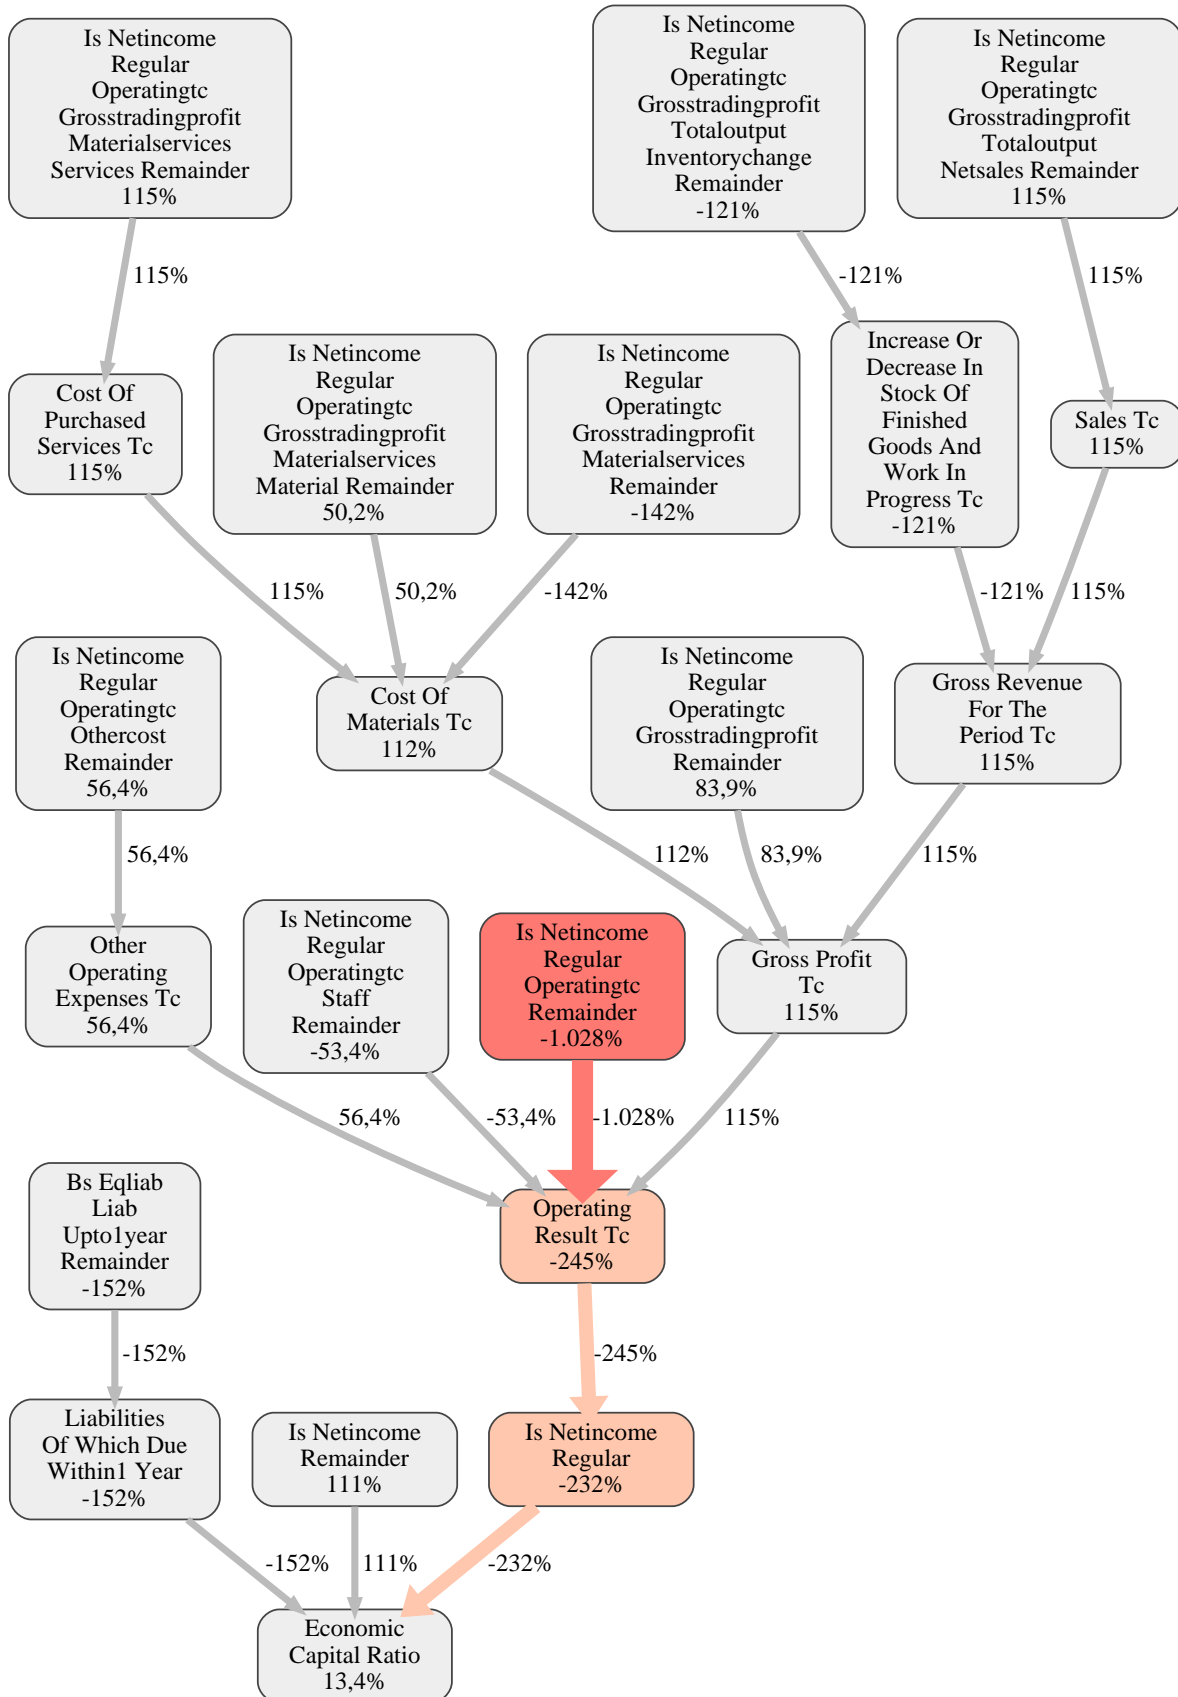 Is Netincome
Regular
Operatingtc
Grosstradingprofit
Materialservices
Services Remainder
115%
Is Netincome
Regular
Operatingtc
Grosstradingprofit
Totaloutput
Inventorychange
Remainder
-121%
Is Netincome
Regular
Operatingtc
Grosstradingprofit
Totaloutput
Netsales Remainder
115%
115%
-121%
115%
Cost Of
Purchased
Services Tc
115%
Is Netincome
Regular
Operatingtc
Grosstradingprofit
Materialservices
Material Remainder
50,2%
Is Netincome
Regular
Operatingtc
Grosstradingprofit
Materialservices
Remainder
-142%
Increase Or
Decrease In
Stock Of
Finished
Goods And
Work In
Progress Tc
-121%
Sales Tc
115%
115%
50,2%
-142%
-121%
115%
Is Netincome
Regular
Operatingtc
Othercost
Remainder
56,4%
Cost Of
Materials Tc
112%
Is Netincome
Regular
Operatingtc
Grosstradingprofit
Remainder
83,9%
Gross Revenue
For The
Period Tc
115%
56,4%
112%
83,9%
115%
Other
Operating
Expenses Tc
56,4%
Is Netincome
Regular
Operatingtc
Staff
Remainder
-53,4%
Is Netincome
Regular
Operatingtc
Remainder
-1.028%
Gross Profit
Tc
115%
56,4%
-53,4%
-1.028%
115%
Bs Eqliab
Liab
Upto1year
Remainder
-152%
Operating
Result Tc
-245%
-152%
-245%
Liabilities
Of Which Due
Within1 Year
-152%
Is Netincome
Remainder
111%
Is Netincome
Regular
-232%
-152%
111%
-232%
Economic
Capital Ratio
13,4%